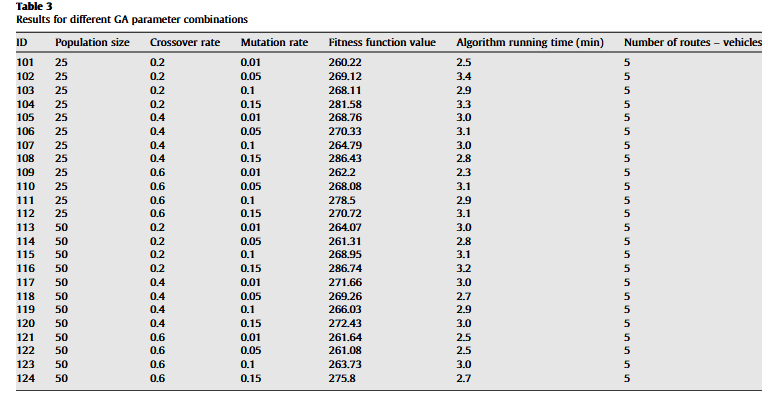 Table 3
Results for different GA parameter combinations
ID Population size Crossover rate Mutation rate Fitness function value Algorithm running time (min) Number of routes – vehicles
101 25 0.2 0.01 260.22 2.5 5
102 25 0.2 0.05 269.12 3.4 5
103 25 0.2 0.1 268.11 2.9 5
104 25 0.2 0.15 281.58 3.3 5
105 25 0.4 0.01 268.76 3.0 5
106 25 0.4 0.05 270.33 3.1 5
107 25 0.4 0.1 264.79 3.0 5
108 25 0.4 0.15 286.43 2.8 5
109 25 0.6 0.01 262.2 2.3 5
110 25 0.6 0.05 268.08 3.1 5
111 25 0.6 0.1 278.5 2.9 5
112 25 0.6 0.15 270.72 3.1 5
113 50 0.2 0.01 264.07 3.0 5
114 50 0.2 0.05 261.31 2.8 5
115 50 0.2 0.1 268.95 3.1 5
116 50 0.2 0.15 286.74 3.2 5
117 50 0.4 0.01 271.66 3.0 5
118 50 0.4 0.05 269.26 2.7 5
119 50 0.4 0.1 266.03 2.9 5
120 50 0.4 0.15 272.43 3.0 5
121 50 0.6 0.01 261.64 2.5 5
122 50 0.6 0.05 261.08 2.5 5
123 50 0.6 0.1 263.73 3.0 5
124 50 0.6 0.15 275.8 2.7 5